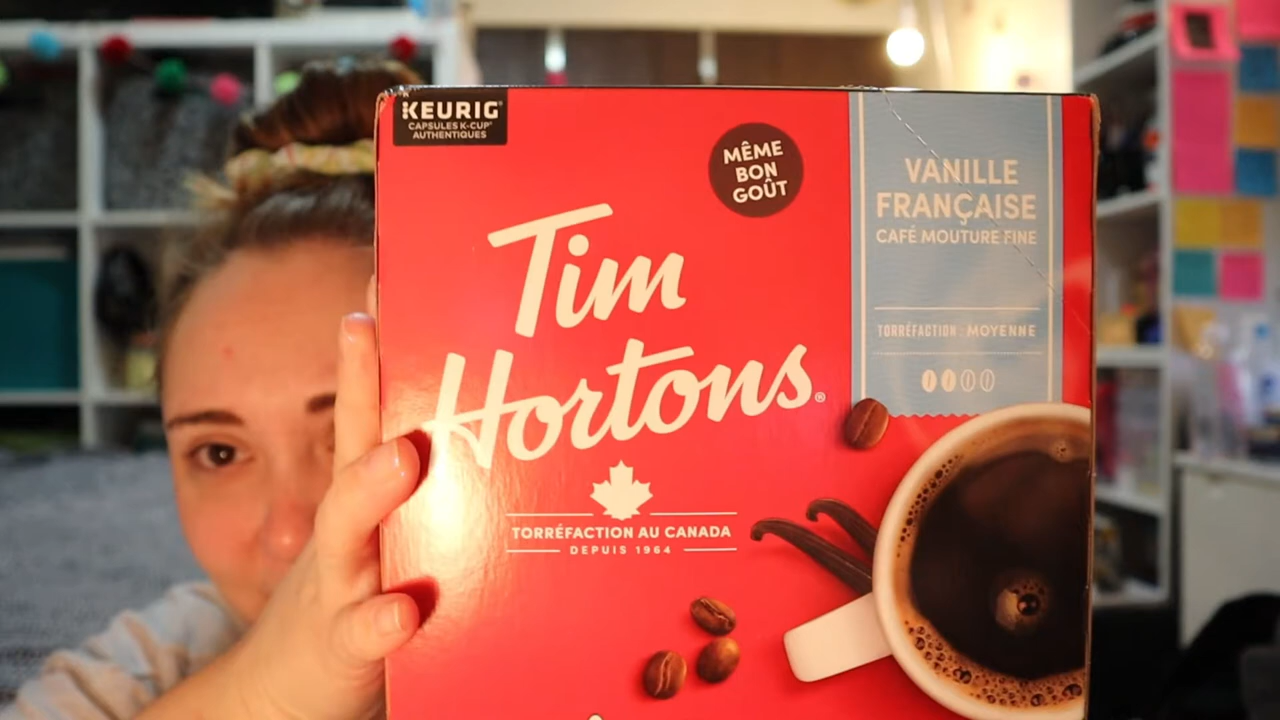 KEURIG
CAPSULES K-CUP®
AUTHENTIQUES
MÊME
BON
GOÛT
VANILLE
FRANÇAISE
CAFÉ MOUTURE FINE
TORRÉFACTION : MOYENNE
Tim
Hortons®
TORRÉFACTION AU CANADA
DEPUIS 1964